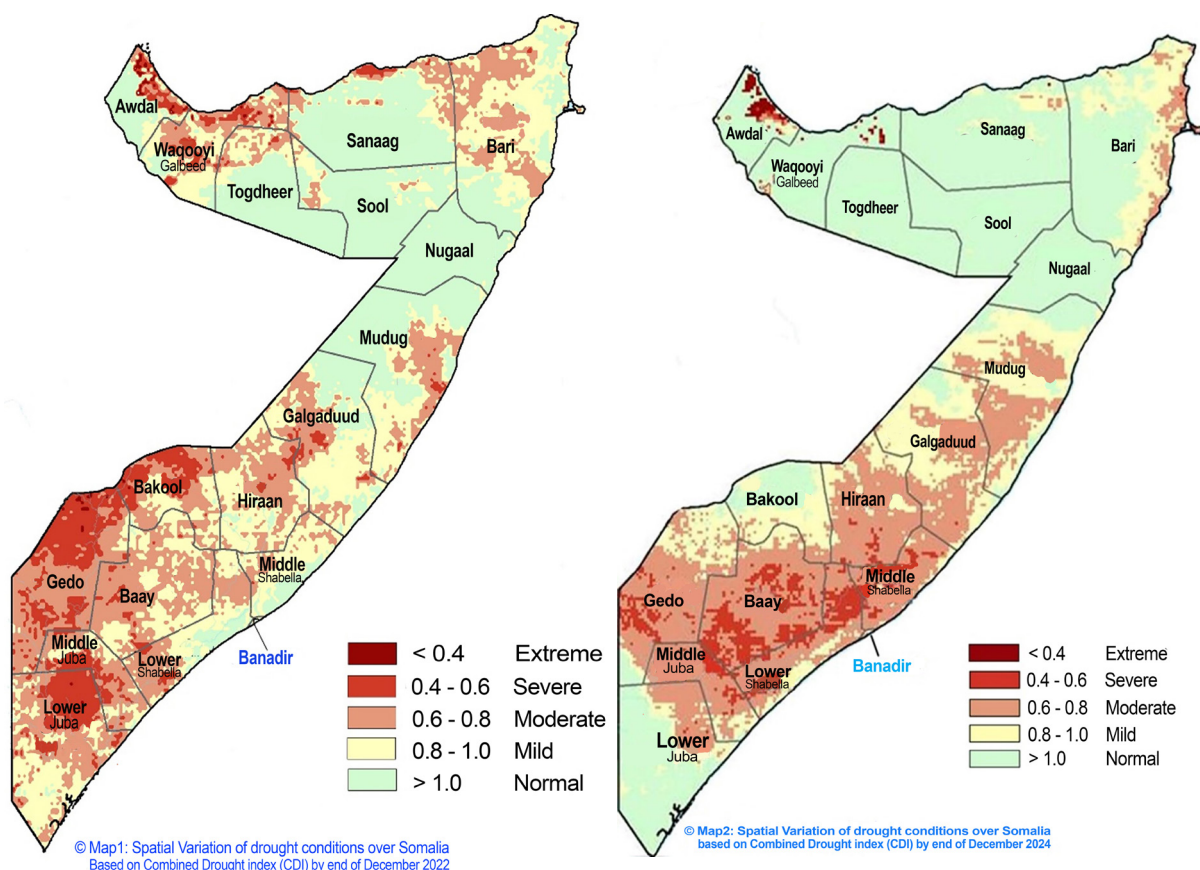 Awdal
Waqooyi
Galbeed
Togdheer
Sanaag
Sool
Bari
Nugaal
Mudug
Galgaduud
Hiraan
Bakool
Gedo
Baay
Middle
Shabella
Middle
Juba
Lower
Shabella
Lower
Juba
Banadir
< 0.4 Extreme
0.4 - 0.6 Severe
0.6 - 0.8 Moderate
0.8 - 1.0 Mild
> 1.0 Normal
© Map1: Spatial Variation of drought conditions over Somalia
Based on Combined Drought index (CDI) by end of December 2022
Awdal
Waqooyi
Galbeed
Togdheer
Sanaag
Sool
Bari
Nugaal
Mudug
Galgaduud
Hiraan
Bakool
Gedo
Baay
Middle
Shabella
Middle
Juba
Lower
Shabella
Lower
Juba
Banadir
< 0.4 Extreme
0.4 - 0.6 Severe
0.6 - 0.8 Moderate
0.8 - 1.0 Mild
> 1.0 Normal
© Map2: Spatial Variation of drought conditions over Somalia
based on Combined Drought index (CDI) by end of December 2024